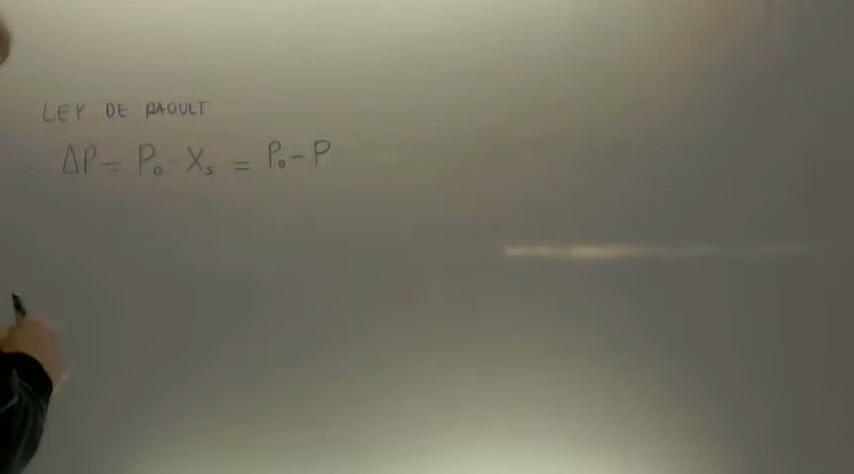 LEY DE RAOULT
ΔP = P₀ · Xₛ = P₀ - P